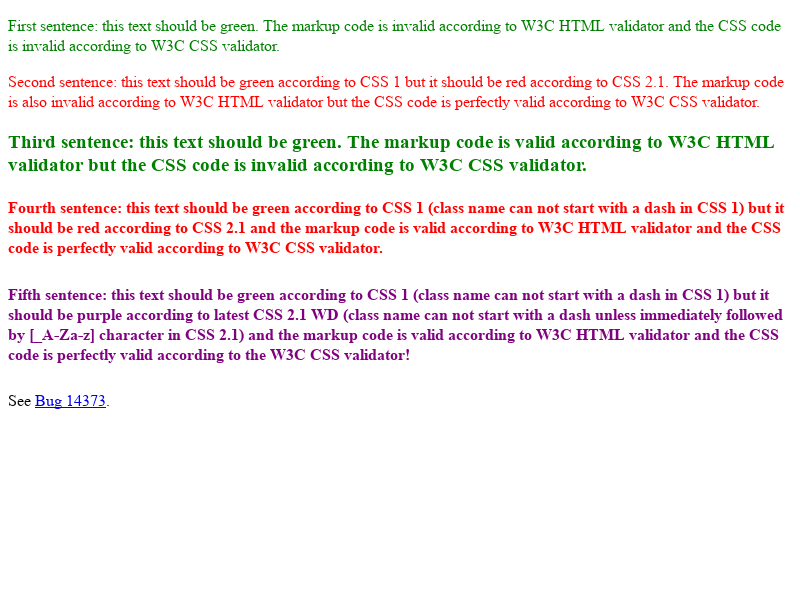 First sentence: this text should be green. The markup code is invalid according to W3C HTML validator and the CSS code
is invalid according to W3C CSS validator.
Second sentence: this text should be green according to CSS 1 but it should be red according to CSS 2.1. The markup code
is also invalid according to W3C HTML validator but the CSS code is perfectly valid according to W3C CSS validator.
Third sentence: this text should be green. The markup code is valid according to W3C HTML
validator but the CSS code is invalid according to W3C CSS validator.
Fourth sentence: this text should be green according to CSS 1 (class name can not start with a dash in CSS 1) but it
should be red according to CSS 2.1 and the markup code is valid according to W3C HTML validator and the CSS
code is perfectly valid according to W3C CSS validator.
Fifth sentence: this text should be green according to CSS 1 (class name can not start with a dash in CSS 1) but it
should be purple according to latest CSS 2.1 WD (class name can not start with a dash unless immediately followed
by [_A-Za-z] character in CSS 2.1) and the markup code is valid according to W3C HTML validator and the CSS
code is perfectly valid according to the W3C CSS validator!
See Bug 14373.